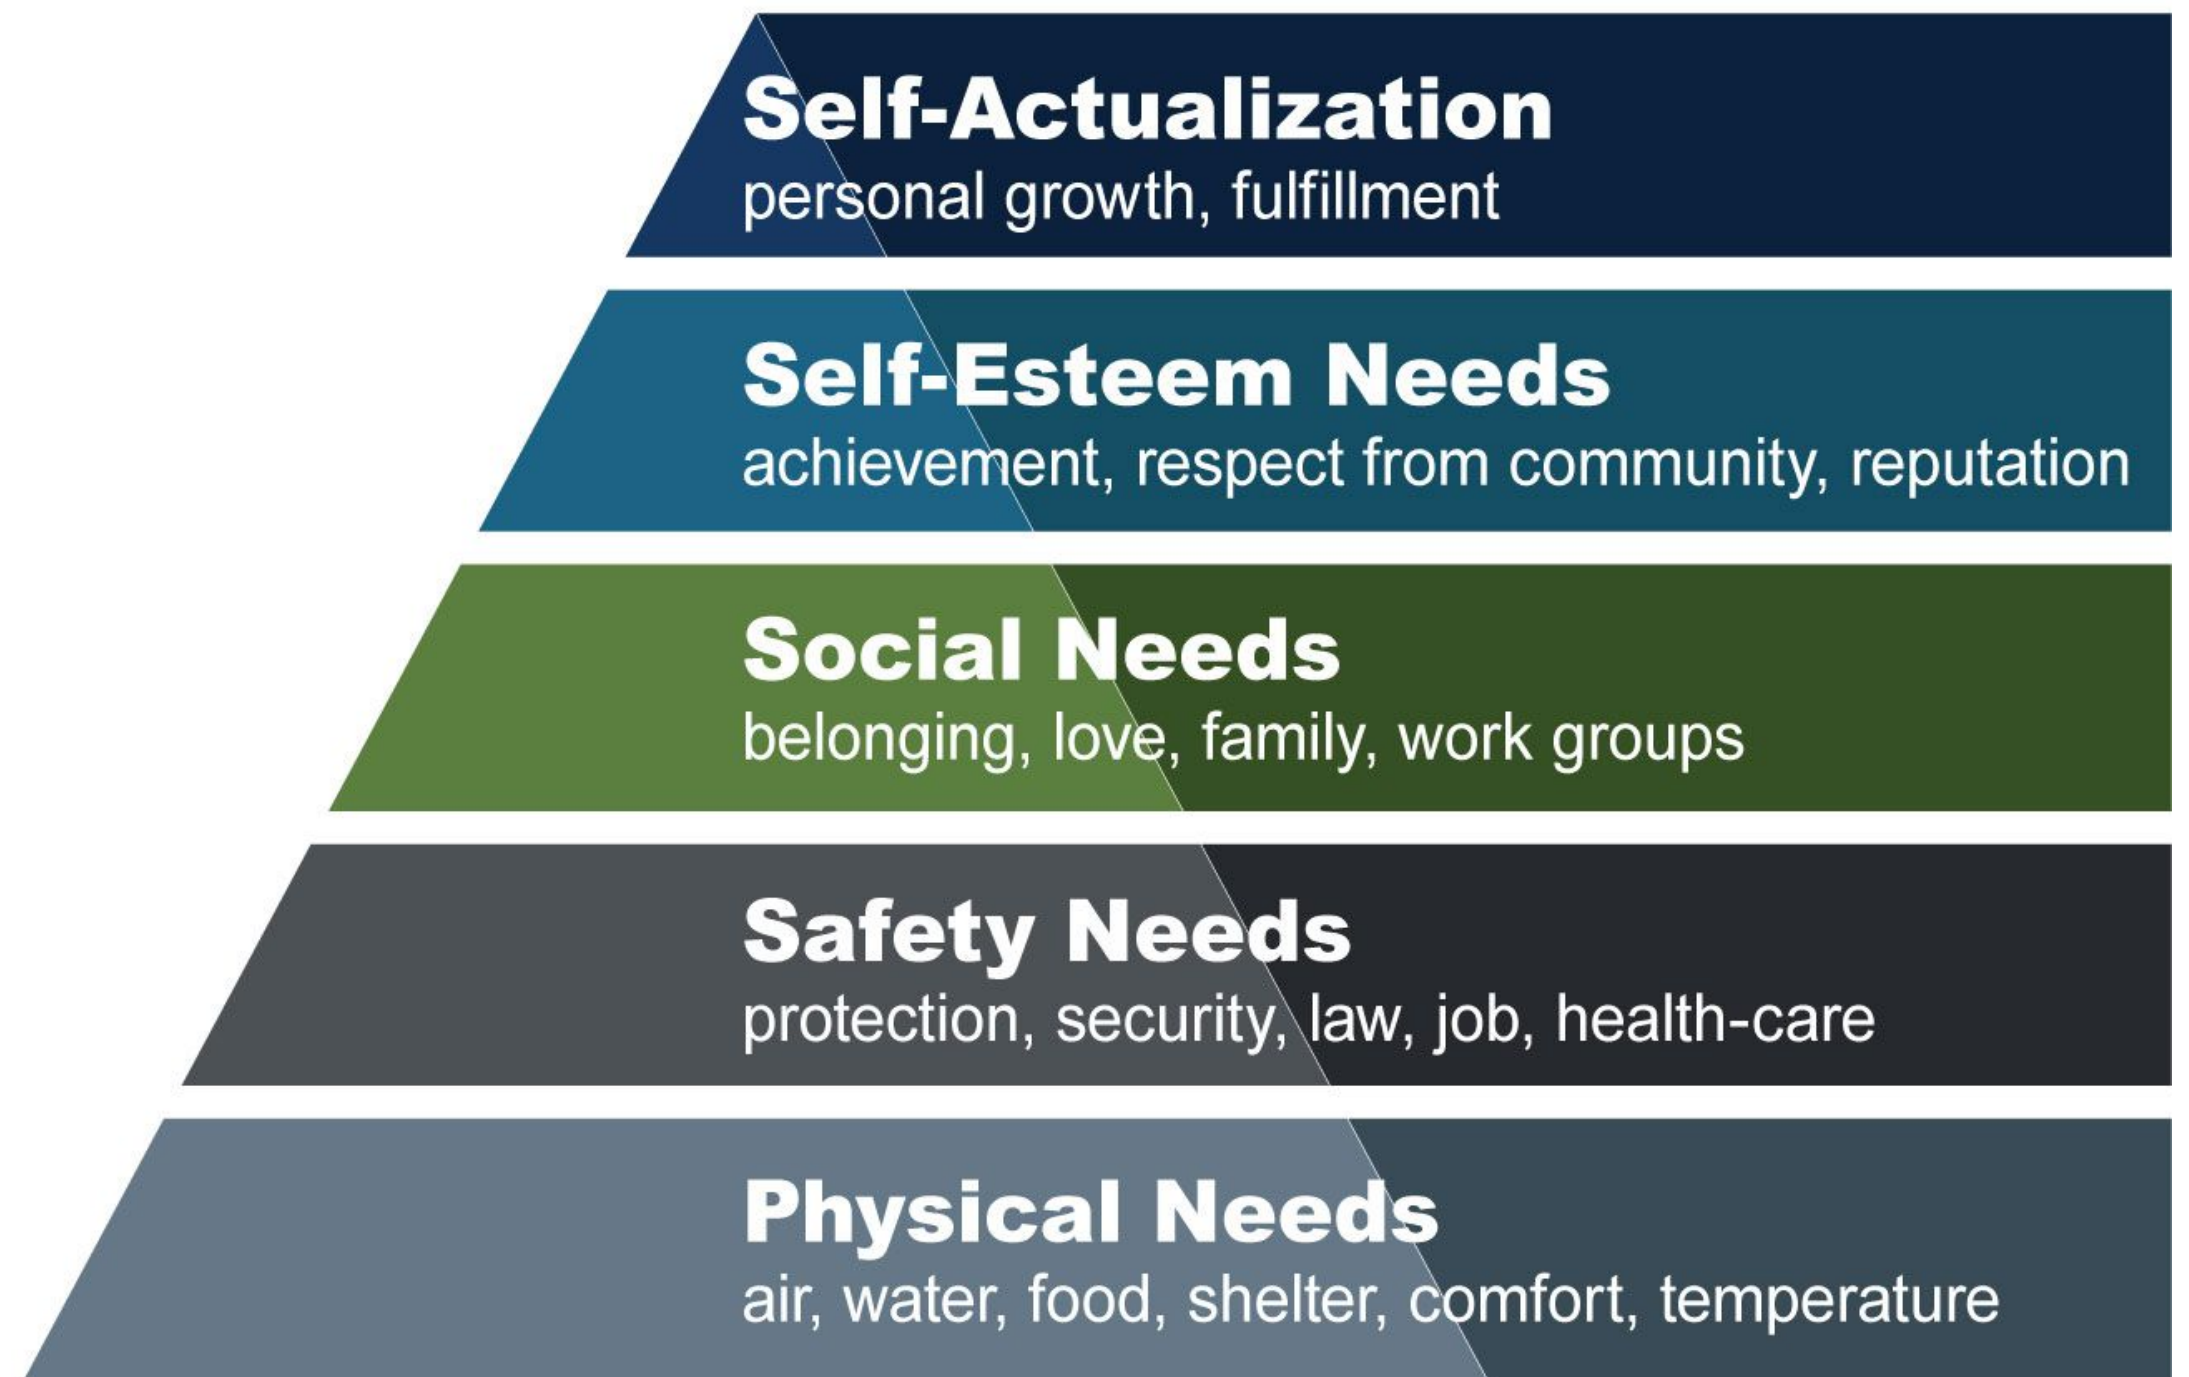 Self-Actualization
personal growth, fulfillment
Self-Esteem Needs
achievement, respect from community, reputation
Social Needs
belonging, love, family, work groups
Safety Needs
protection, security, law, job, health-care
Physical Needs
air, water, food, shelter, comfort, temperature